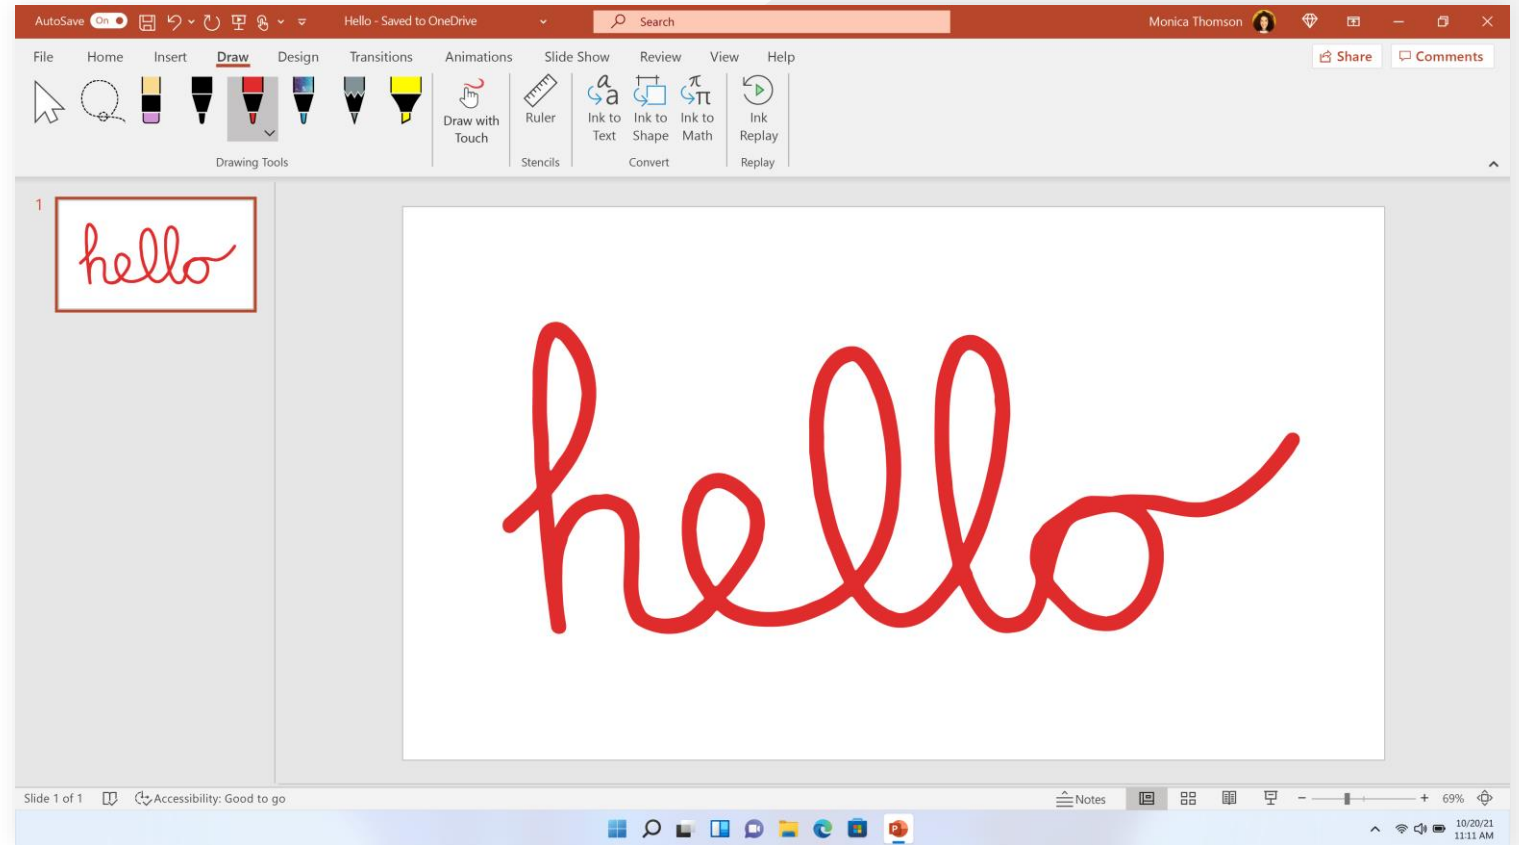 AutoSave On Hello - Saved to OneDrive Search Monica Thomson
File Home Insert Draw Design Transitions Animations Slide Show Review View Help Share Comments
Draw with Touch
Ruler
Ink to Text
Ink to Shape
Ink to Math
Ink Replay
Drawing Tools Stencils Convert Replay
1
hello
hello
Slide 1 of 1 Accessibility: Good to go Notes 69%
10/20/21
11:11 AM